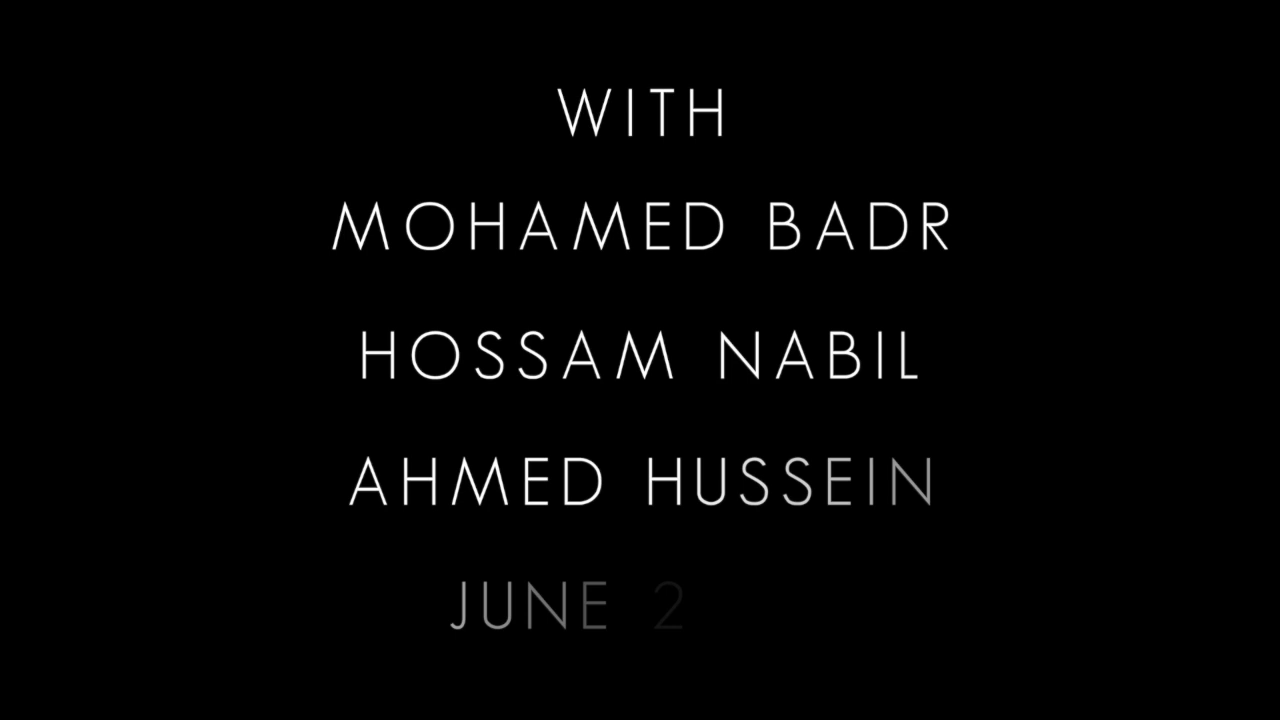 WITH
MOHAMED BADR
HOSSAM NABIL
AHMED HUSSEIN
JUNE 2